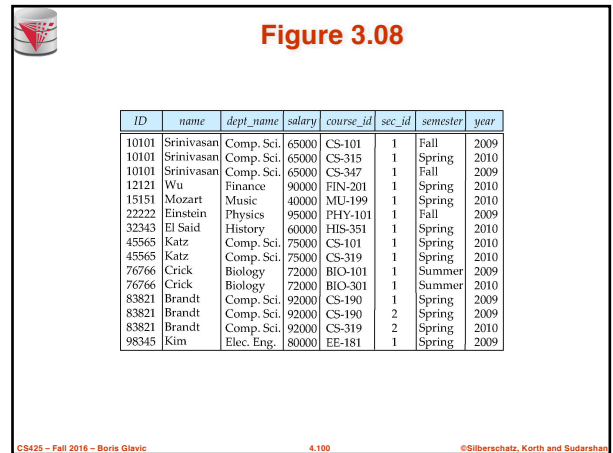 Figure 3.08
ID name dept_name salary course_id sec_id semester year
10101 Srinivasan Comp. Sci. 65000 CS-101 1 Fall 2009
10101 Srinivasan Comp. Sci. 65000 CS-315 1 Spring 2010
10101 Srinivasan Comp. Sci. 65000 CS-347 1 Fall 2009
12121 Wu Finance 90000 FIN-201 1 Spring 2010
15151 Mozart Music 40000 MU-199 1 Spring 2010
22222 Einstein Physics 95000 PHY-101 1 Fall 2009
32343 El Said History 60000 HIS-351 1 Spring 2010
45565 Katz Comp. Sci. 75000 CS-101 1 Spring 2010
45565 Katz Comp. Sci. 75000 CS-319 1 Spring 2010
76766 Crick Biology 72000 BIO-101 1 Summer 2009
76766 Crick Biology 72000 BIO-301 1 Summer 2010
83821 Brandt Comp. Sci. 92000 CS-190 1 Spring 2009
83821 Brandt Comp. Sci. 92000 CS-190 2 Spring 2009
83821 Brandt Comp. Sci. 92000 CS-319 2 Spring 2010
98345 Kim Elec. Eng. 80000 EE-181 1 Spring 2009
CS425 – Fall 2016 – Boris Glavic 4.100 ©Silberschatz, Korth and Sudarshan